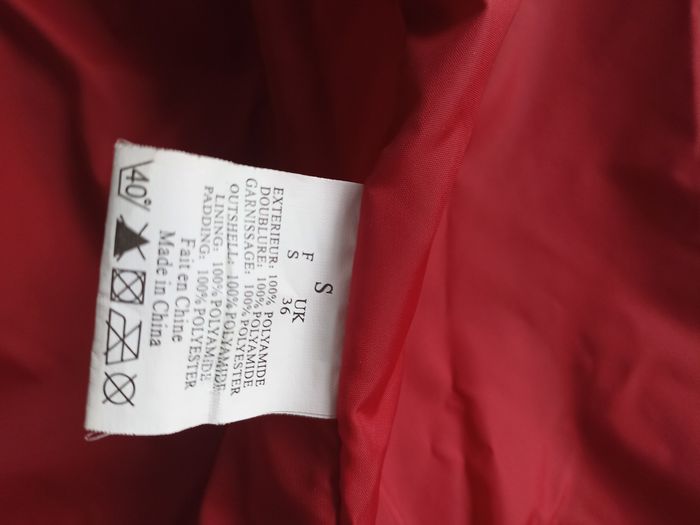 S
F UK
S 36
EXTERIEUR: 100% POLYAMIDE
DOUBLURE: 100% POLYAMIDE
GARNISSAGE: 100% POLYESTER
OUTSHELL: 100% POLYAMIDE
LINING: 100% POLYAMIDE
PADDING: 100% POLYESTER
Fait en Chine
Made in China
40°